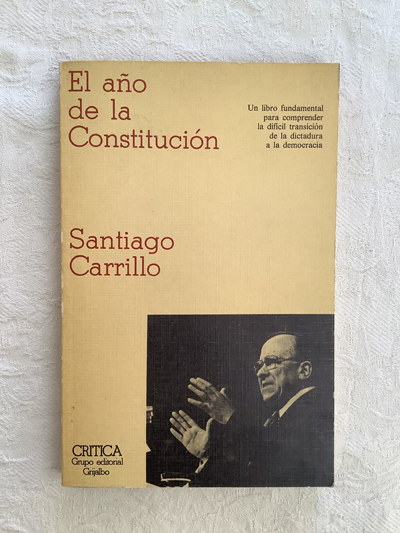 El año
de la
Constitución
Un libro fundamental
para comprender
la difícil transición
de la dictadura
a la democracia
Santiago
Carrillo
CRITICA
Grupo editorial
Grijalbo